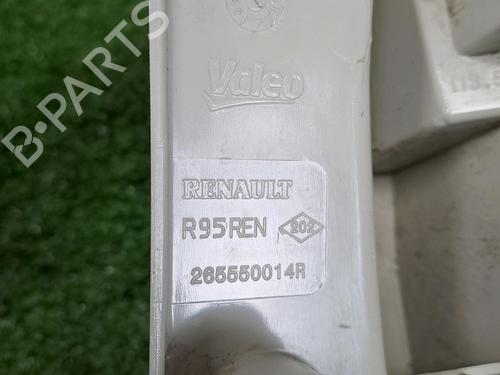 B-PARTS
Valeo
RENAULT
R95REN 202
265550014R